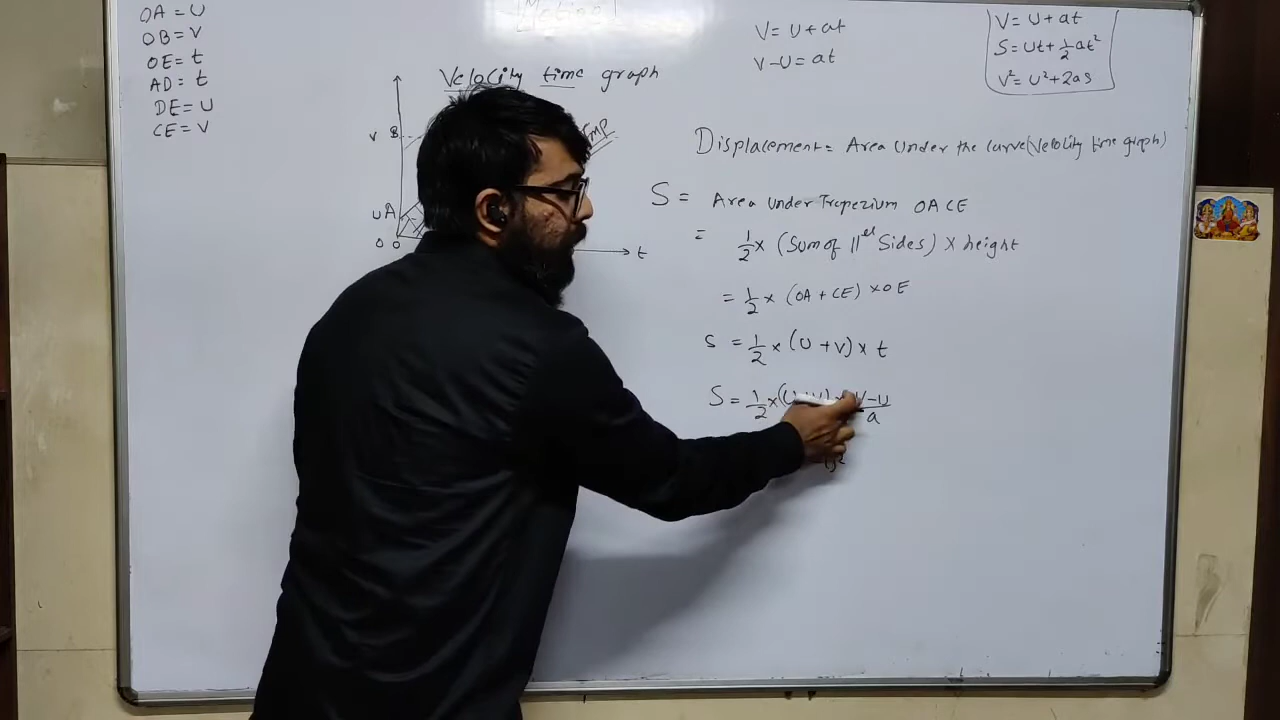 OA = U
OB = V
OE = t
AD = t
DE = U
CE = V
Motion
Velocity time graph
V B
U A
O O
t
IMP
V = U + at
V - U = at
V = U + at
S = Ut + 1/2 at²
V² = U² + 2as
Displacement = Area Under the curve (Velocity time graph)
S = Area Under Trapezium OACE
= 1/2 x (Sum of ||el Sides) x height
= 1/2 x (OA + CE) x OE
S = 1/2 x (U + V) x t
S = 1/2 x (U + V) x V-U/a